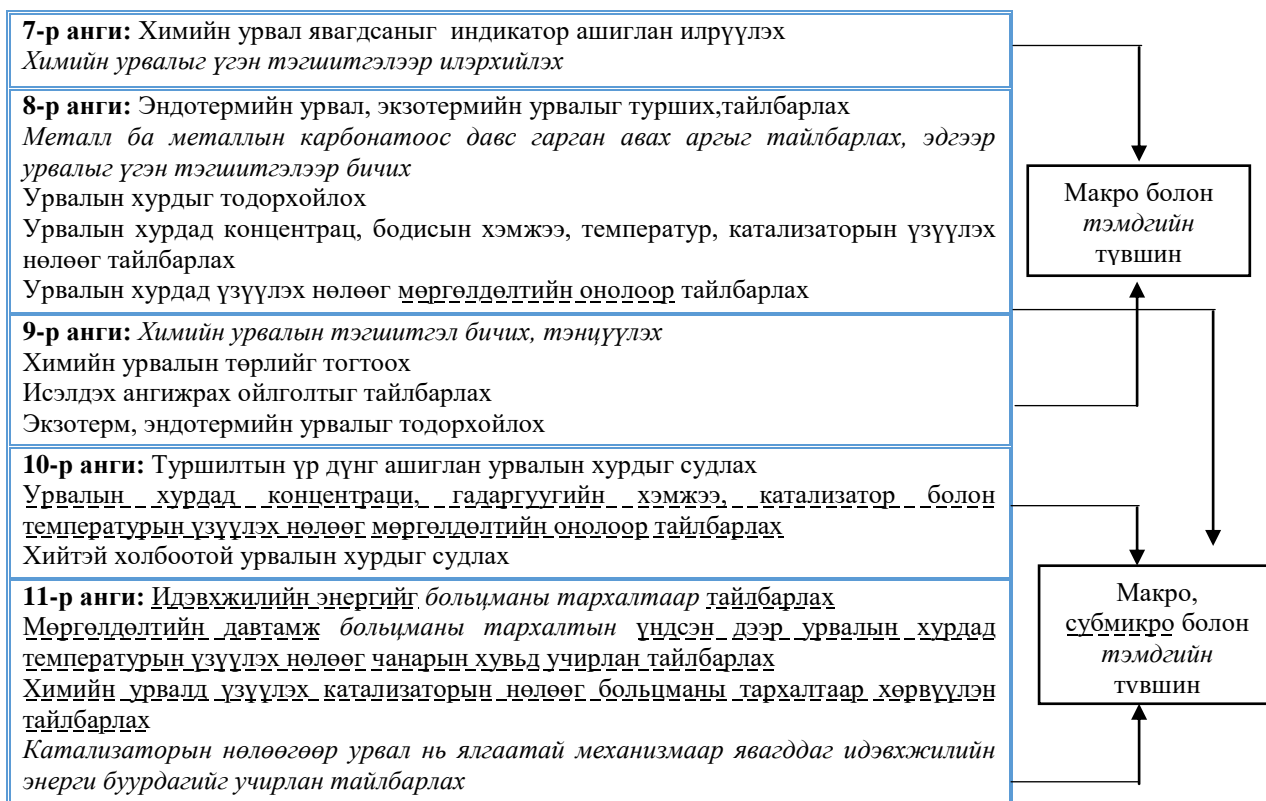 7-р анги: Химийн урвал явагдсаныг индикатор ашиглан илрүүлэх
Химийн урвалыг үгэн тэгшитгэлээр илэрхийлэх
8-р анги: Эндотермийн урвал, экзотермийн урвалыг турших,тайлбарлах
Металл ба металлын карбонатоос давс гарган авах аргыг тайлбарлах, эдгээр
урвалыг үгэн тэгшитгэлээр бичих
Урвалын хурдыг тодорхойлох
Урвалын хурдад концентрац, бодисын хэмжээ, температур, катализаторын үзүүлэх
нөлөөг тайлбарлах
Урвалын хурдад үзүүлэх нөлөөг мөргөлдөлтийн онолоор тайлбарлах
9-р анги: Химийн урвалын тэгшитгэл бичих, тэнцүүлэх
Химийн урвалын төрлийг тогтоох
Исэлдэх ангижрах ойлголтыг тайлбарлах
Экзотерм, эндотермийн урвалыг тодорхойлох
10-р анги: Туршилтын үр дүнг ашиглан урвалын хурдыг судлах
Урвалын хурдад концентраци, гадаргуугийн хэмжээ, катализатор болон
температурын үзүүлэх нөлөөг мөргөлдөлтийн онолоор тайлбарлах
Хийтэй холбоотой урвалын хурдыг судлах
11-р анги: Идэвхжилийн энергийг больцманы тархалтаар тайлбарлах
Мөргөлдөлтийн давтамж больцманы тархалтын үндсэн дээр урвалын хурдад
температурын үзүүлэх нөлөөг чанарын хувьд учирлан тайлбарлах
Химийн урвалд үзүүлэх катализаторын нөлөөг больцманы тархалтаар хөрвүүлэн
тайлбарлах
Катализаторын нөлөөгөөр урвал нь ялгаатай механизмаар явагддаг идэвхжилийн
энерги буурдагийг учирлан тайлбарлах
Макро болон
тэмдгийн
түвшин
Макро,
субмикро болон
тэмдгийн
түвшин